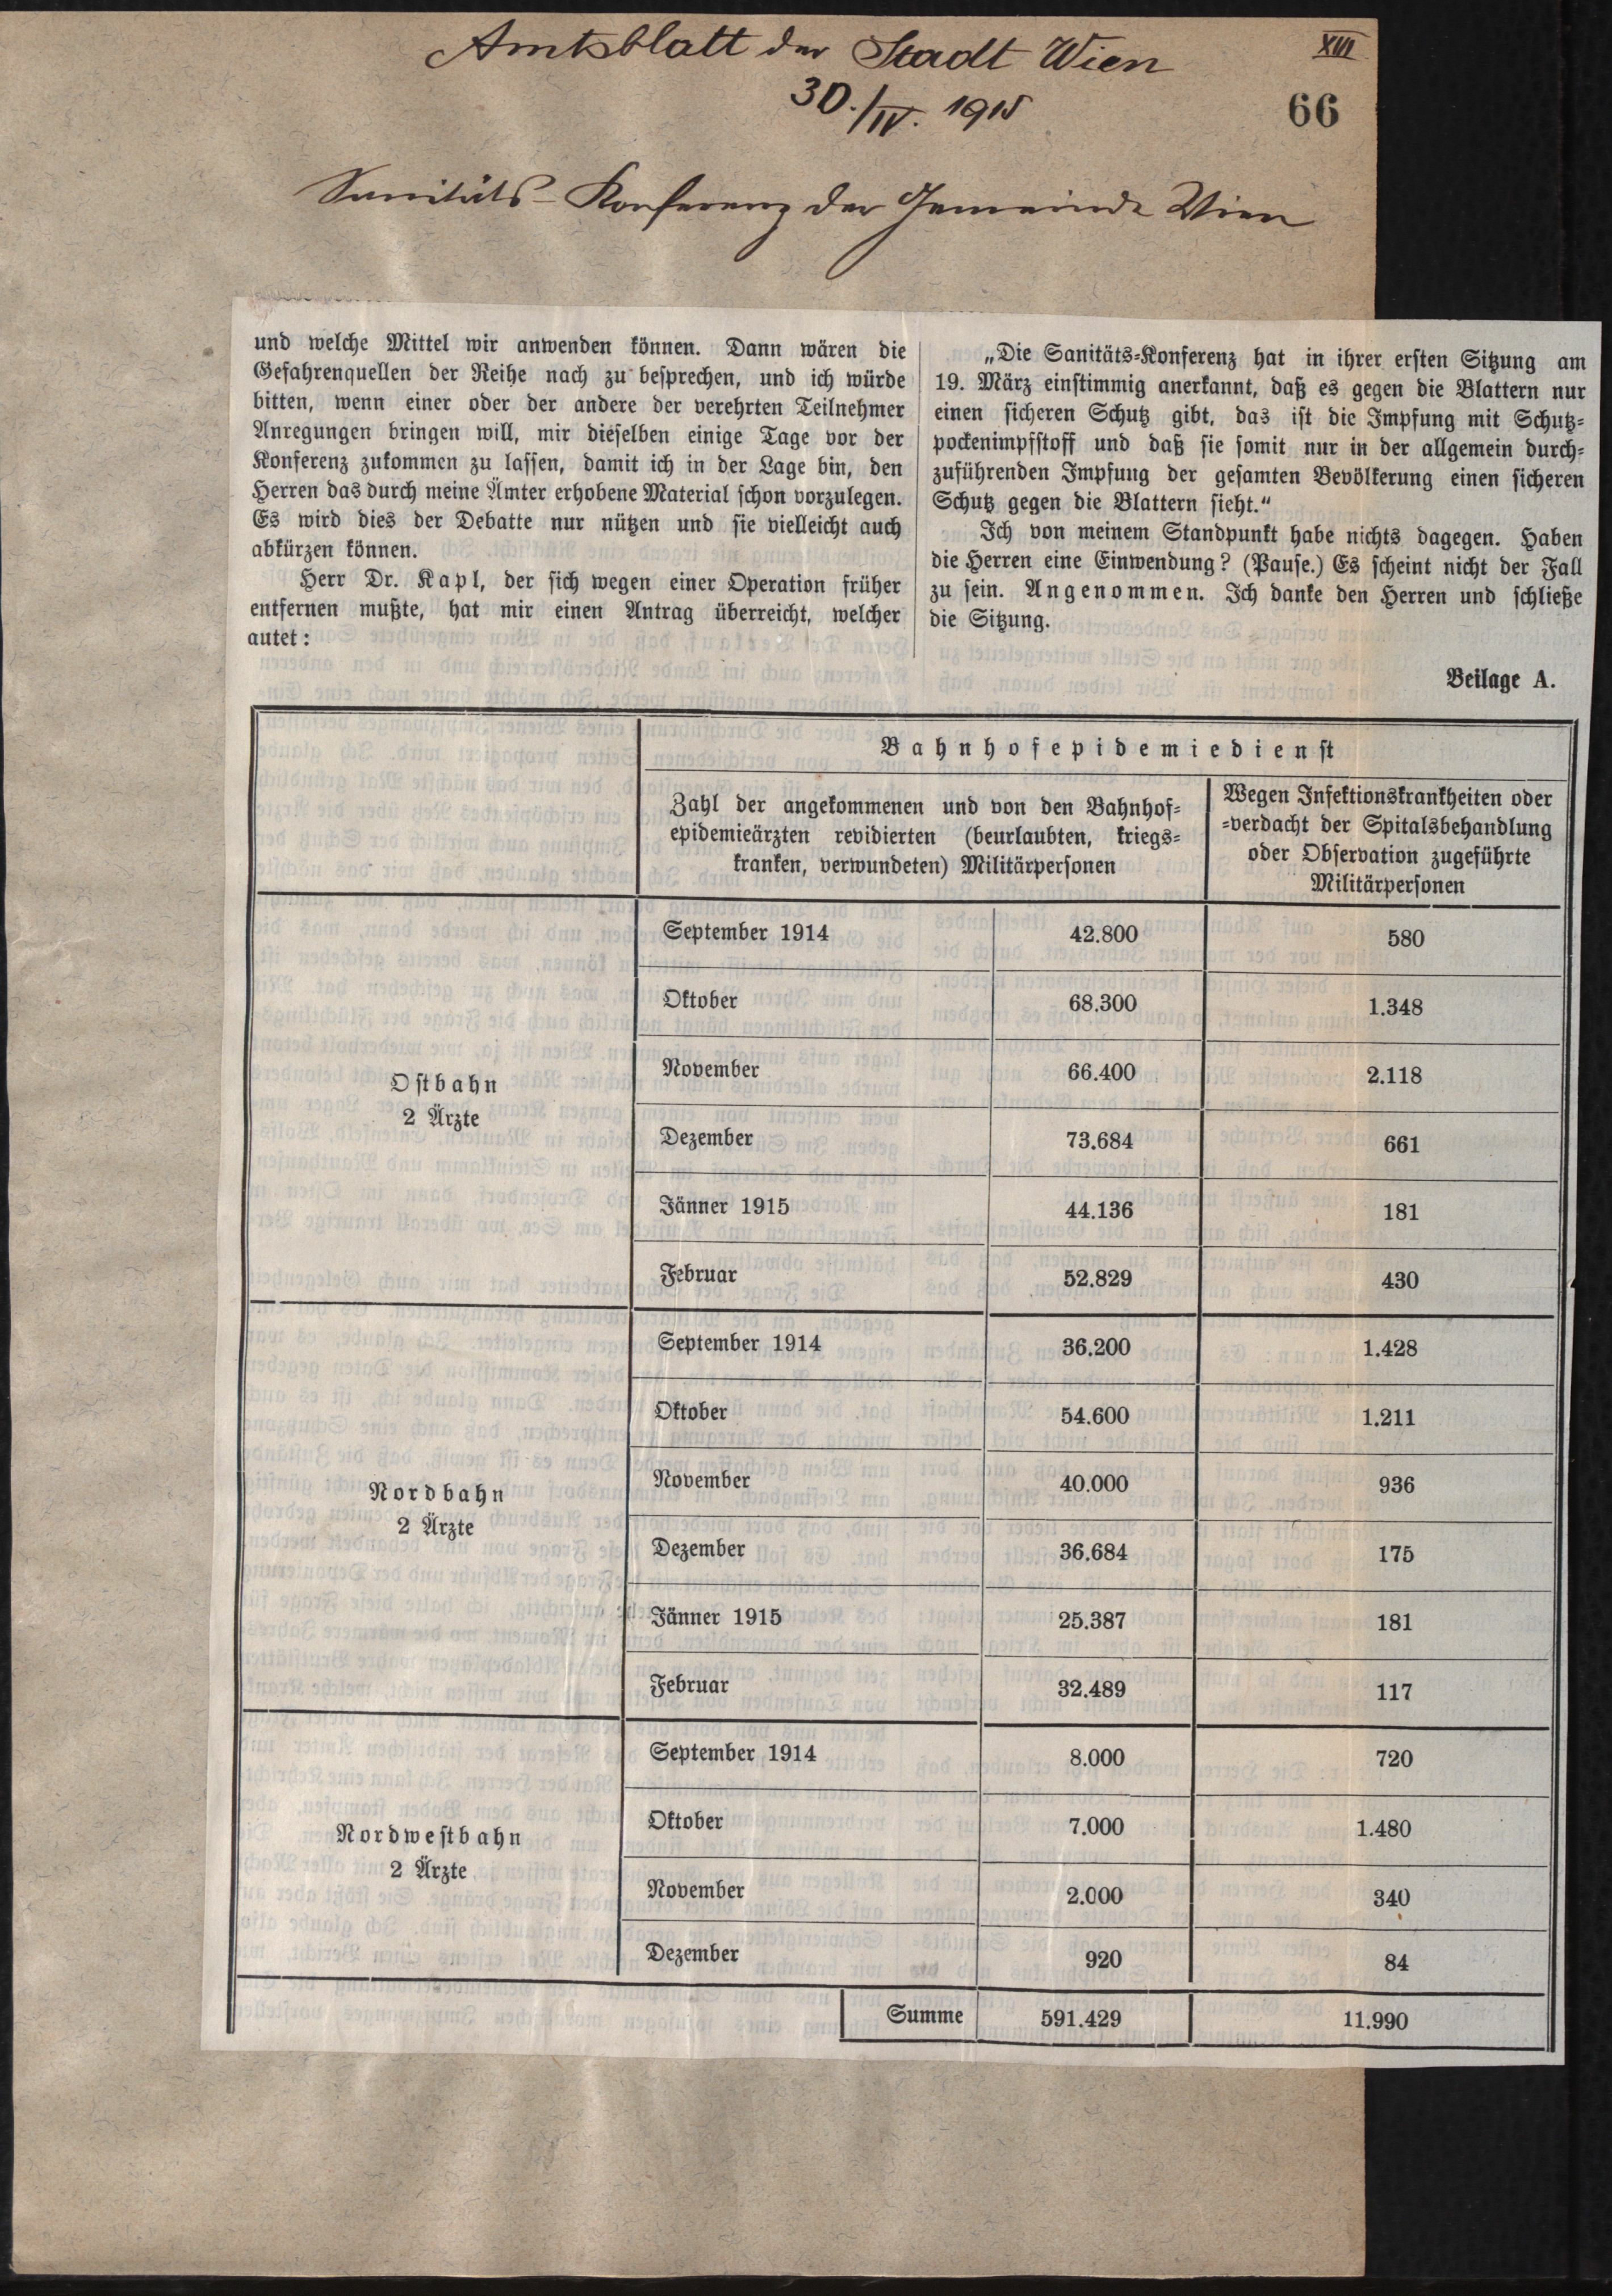 Amtsblatt der Stadt Wien
XVII
30./IV. 1915
66
Sanitäts-Konferenz der Gemeinde Wien
und welche Mittel wir anwenden können. Dann wären die
Gefahrenquellen der Reihe nach zu besprechen, und ich würde
bitten, wenn einer oder der andere der verehrten Teilnehmer
Anregungen bringen will, mir dieselben einige Tage vor der
Konferenz zukommen zu lassen, damit ich in der Lage bin, den
Herren das durch meine Ämter erhobene Material schon vorzulegen.
Es wird dies der Debatte nur nützen und sie vielleicht auch
abkürzen können.
Herr Dr. Kapl, der sich wegen einer Operation früher
entfernen mußte, hat mir einen Antrag überreicht, welcher
autet:
„Die Sanitäts-Konferenz hat in ihrer ersten Sitzung am
19. März einstimmig anerkannt, daß es gegen die Blattern nur
einen sicheren Schutz gibt, das ist die Impfung mit Schutz-
pockenimpfstoff und daß sie somit nur in der allgemein durch-
zuführenden Impfung der gesamten Bevölkerung einen sicheren
Schutz gegen die Blattern sieht.“
Ich von meinem Standpunkt habe nichts dagegen. Haben
die Herren eine Einwendung? (Pause.) Es scheint nicht der Fall
zu sein. Angenommen. Ich danke den Herren und schließe
die Sitzung.
Beilage A.
Bahnhofepidemiedienst
Zahl der angekommenen und von den Bahnhof-
epidemieärzten revidierten (beurlaubten, kriegs-
kranken, verwundeten) Militärpersonen
Wegen Infektionskrankheiten oder
-verdacht der Spitalsbehandlung
oder Observation zugeführte
Militärpersonen
Ostbahn
2 Ärzte
September 1914 42.800 580
Oktober 68.300 1.348
November 66.400 2.118
Dezember 73.684 661
Jänner 1915 44.136 181
Februar 52.829 430
Nordbahn
2 Ärzte
September 1914 36.200 1.428
Oktober 54.600 1.211
November 40.000 936
Dezember 36.684 175
Jänner 1915 25.387 181
Februar 32.489 117
Nordwestbahn
2 Ärzte
September 1914 8.000 720
Oktober 7.000 1.480
November 2.000 340
Dezember 920 84
Summe 591.429 11.990